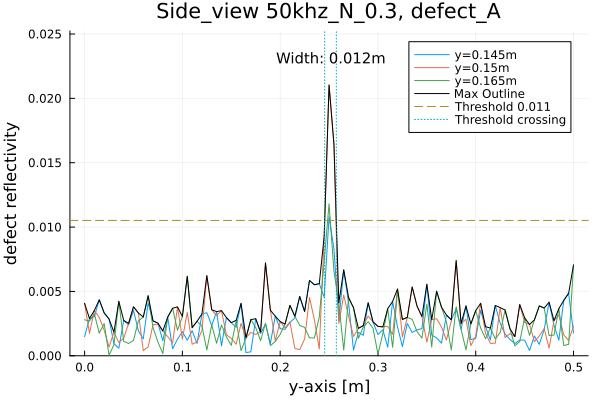 Side_view 50khz_N_0.3, defect_A
Width: 0.012m
y=0.145m
y=0.15m
y=0.165m
Max Outline
Threshold 0.011
Threshold crossing
defect reflectivity
0.025
0.020
0.015
0.010
0.005
0.000
0.0 0.1 0.2 0.3 0.4 0.5
y-axis [m]